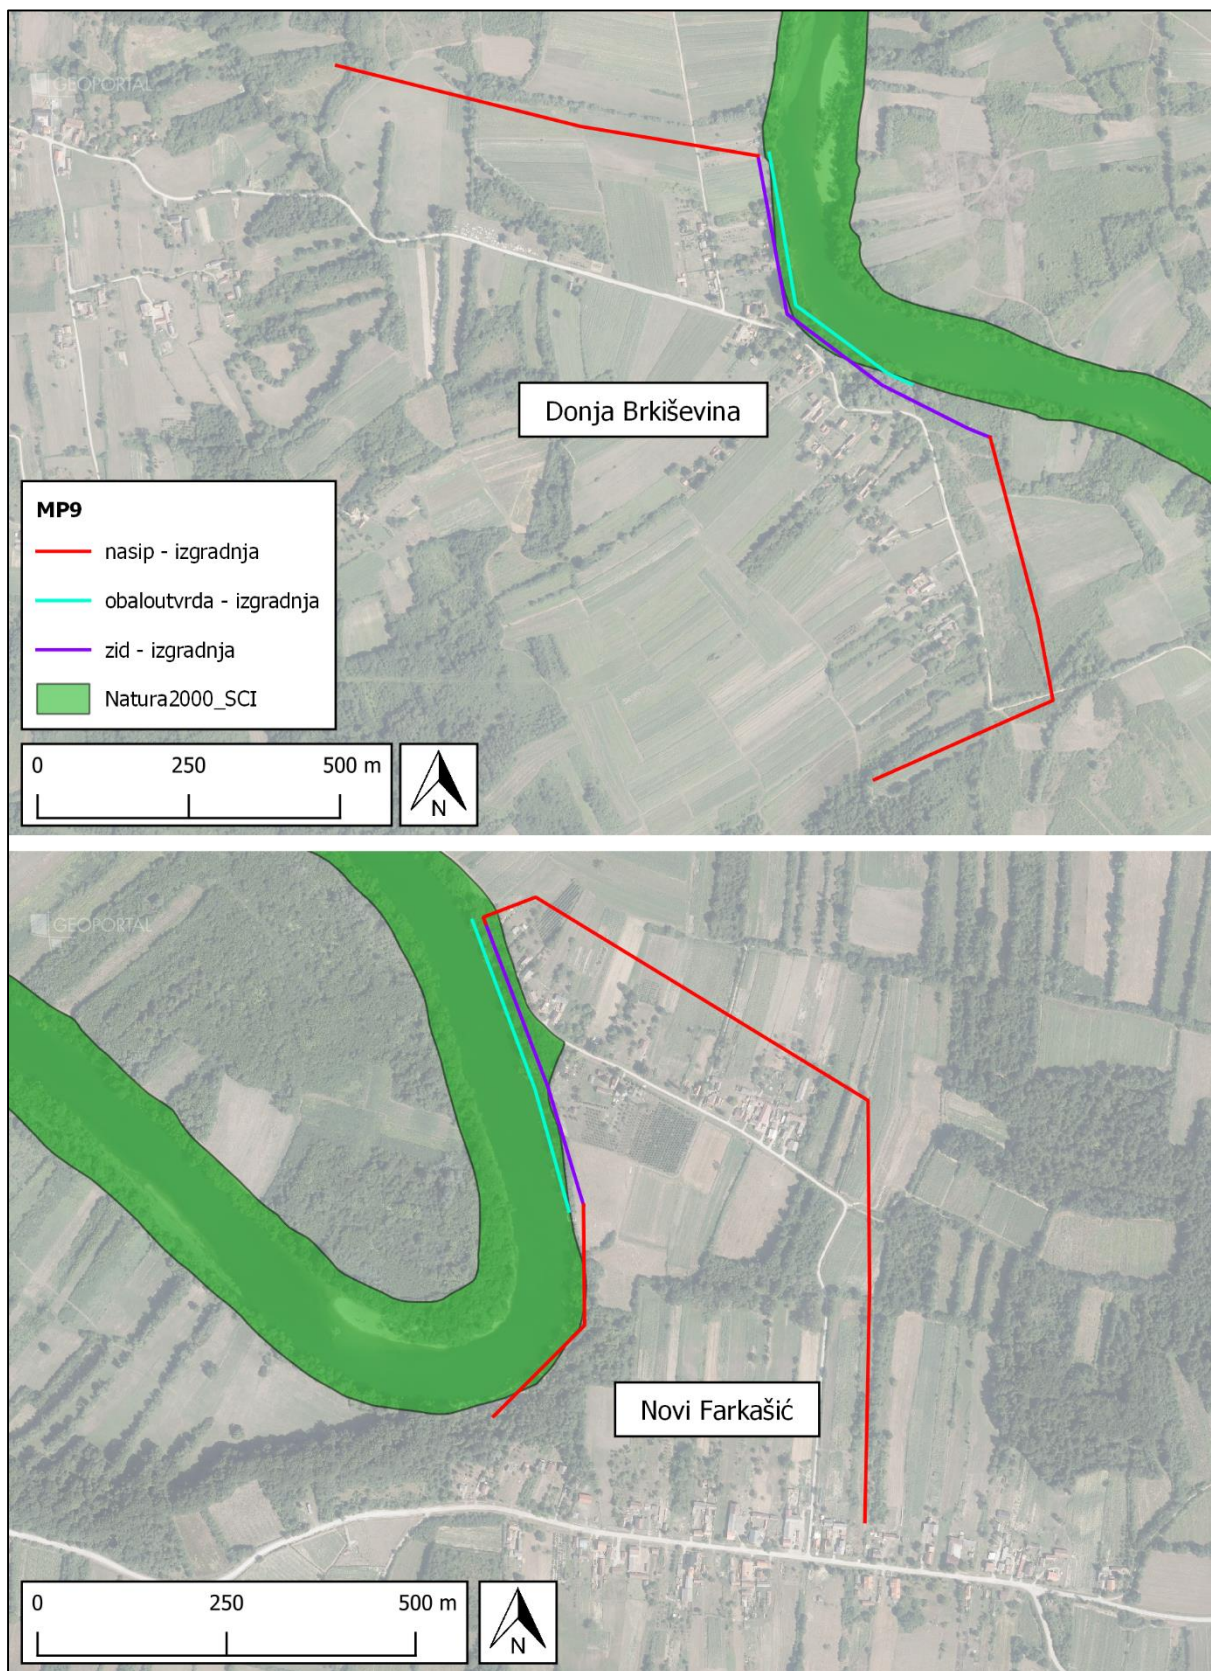 GEOPORTAL
Donja Brkiševina
MP9
nasip - izgradnja
obaloutvrda - izgradnja
zid - izgradnja
Natura2000_SCI
0 250 500 m
N
GEOPORTAL
Novi Farkašić
0 250 500 m
N